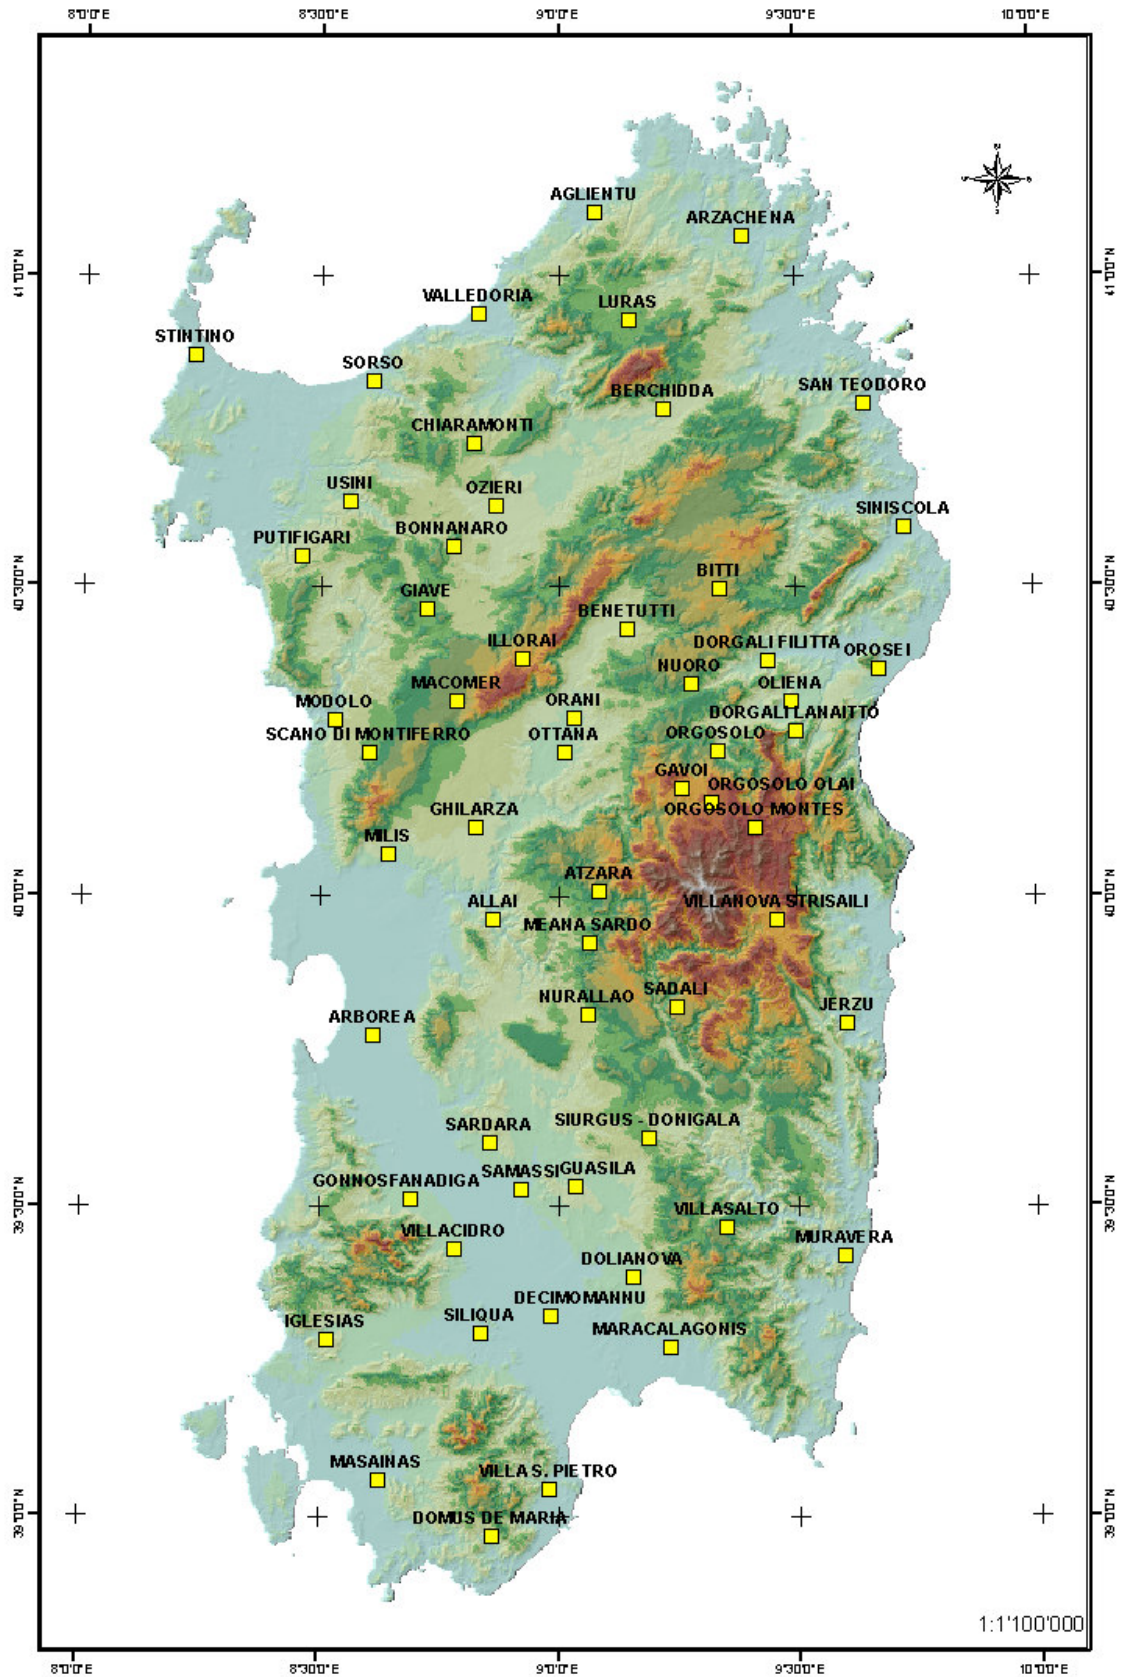 8°0'0"E 8°30'0"E 9°0'0"E 9°30'0"E 10°0'0"E
AGLIENTU
ARZACHENA
41°0'0"N 41°0'0"N
VALLEDORIA
LURAS
STINTINO
SORSO
SAN TEODORO
BERCHIDDA
CHIARAMONTI
USINI
OZIERI
SINISCOLA
BONNANARO
PUTIFIGARI
BITTI
40°30'0"N 40°30'0"N
GIAVE
BENETUTTI
ILLORAI
DORGALI FILITTA
OROSEI
NUORO
MACOMER
OLIENA
MODOLO
ORANI
DORGALI LANAITTO
SCANO DI MONTIFERRO
OTTANA
ORGOSOLO
GAVOI
ORGOSOLO OLAI
GHILARZA
ORGOSOLO MONTES
MILIS
ATZARA
40°0'0"N 40°0'0"N
ALLAI
VILLANOVA STRISAILI
MEANA SARDO
SADALI
NURALLAO
JERZU
ARBOREA
SARDARA
SIURGUS - DONIGALA
GONNOSFANADIGA
SAMASSI
GUASILA
39°30'0"N 39°30'0"N
VILLASALTO
VILLACIDRO
MURAVERA
DOLIANOVA
DECIMOMANNU
IGLESIAS
SILIQUA
MARACALAGONIS
MASAINAS
VILLA S. PIETRO
39°0'0"N 39°0'0"N
DOMUS DE MARIA
1:1'100'000
8°0'0"E 8°30'0"E 9°0'0"E 9°30'0"E 10°0'0"E